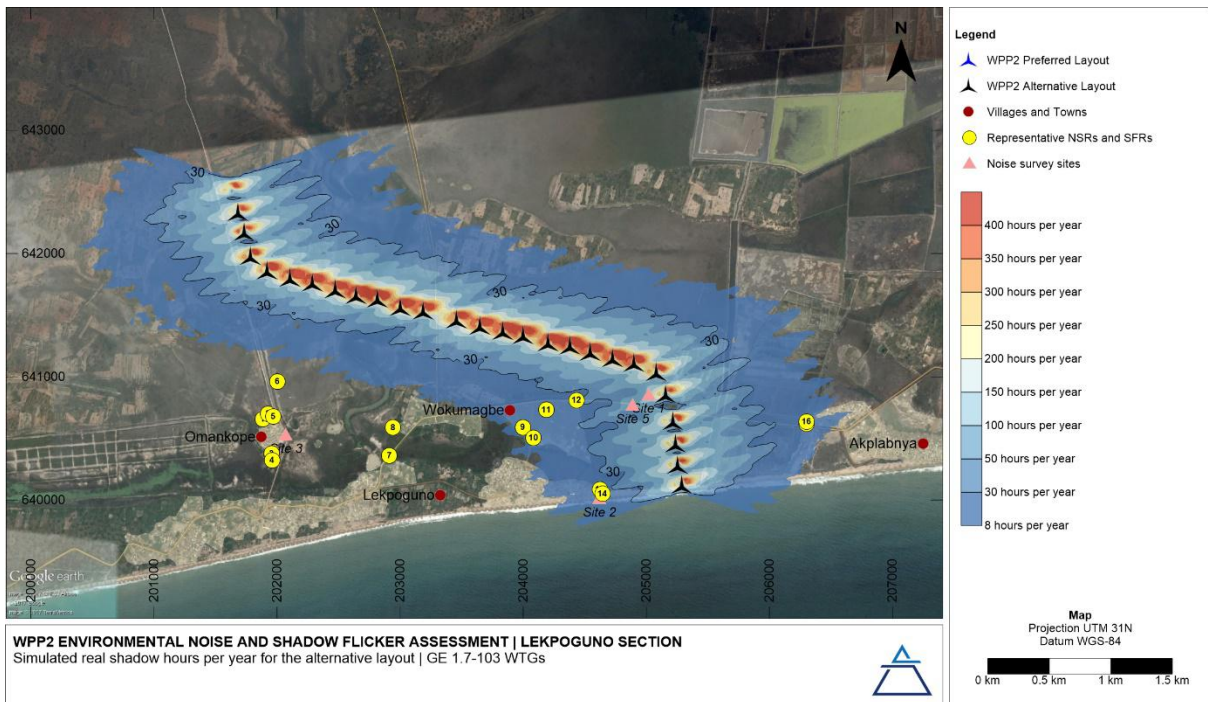 643000
642000
641000
640000
200000
201000
202000
203000
204000
205000
206000
207000
N
30
30
30
30
30
30
30
6
5
3
4
8
7
9
10
11
12
14
16
Omankope
Site 3
Lekpoguno
Wokumagbe
Site 1
Site 5
Site 2
Akplabnya
Google earth
Legend
WPP2 Preferred Layout
WPP2 Alternative Layout
Villages and Towns
Representative NSRs and SFRs
Noise survey sites
400 hours per year
350 hours per year
300 hours per year
250 hours per year
200 hours per year
150 hours per year
100 hours per year
50 hours per year
30 hours per year
8 hours per year
Map
Projection UTM 31N
Datum WGS-84
0 km 0.5 km 1 km 1.5 km
WPP2 ENVIRONMENTAL NOISE AND SHADOW FLICKER ASSESSMENT | LEKPOGUNO SECTION
Simulated real shadow hours per year for the alternative layout | GE 1.7-103 WTGs